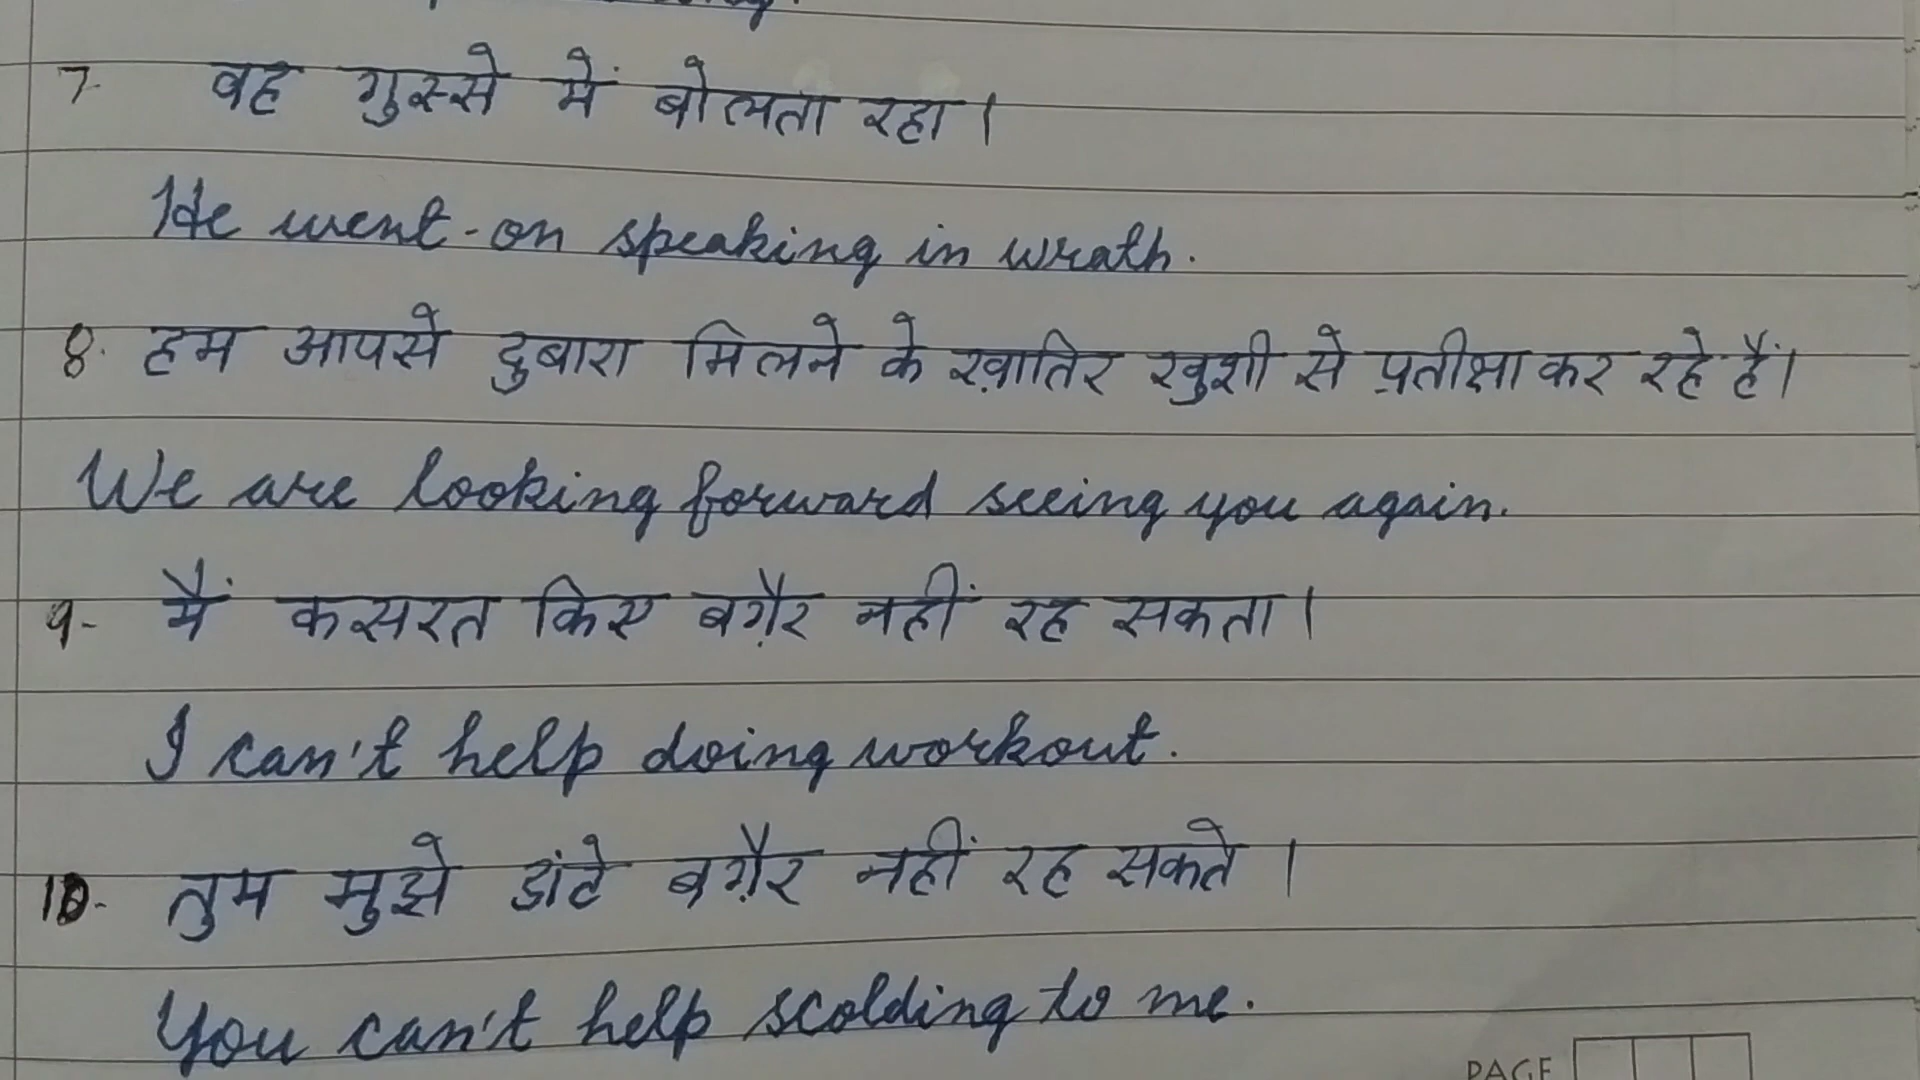 7- वह गुस्से में बोलता रहा।
He went-on speaking in wrath.
8. हम आपसे दुबारा मिलने के ख़ातिर खुशी से प्रतीक्षा कर रहे हैं।
We are looking forward seeing you again.
9- मैं कसरत किए बग़ैर नहीं रह सकता।
I can't help doing workout.
10- तुम मुझे डांटे बग़ैर नहीं रह सकते।
You can't help scolding to me.
PAGE